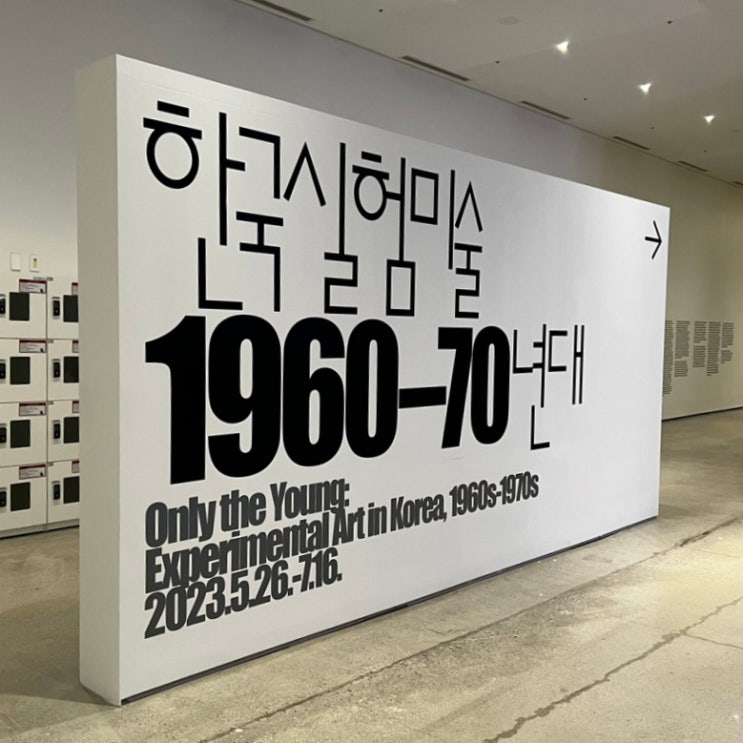 한국실험미술
1960–70년대
Only the Young:
Experimental Art in Korea, 1960s-1970s
2023.5.26.-7.16.